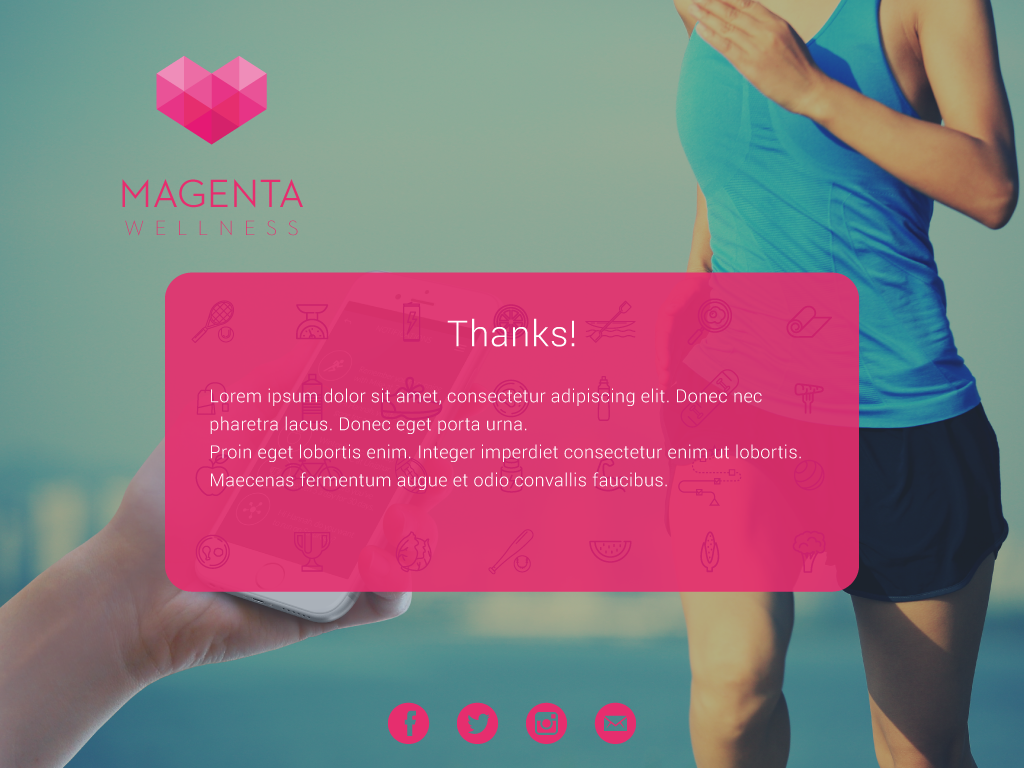 MAGENTA
WELLNESS
Thanks!
Lorem ipsum dolor sit amet, consectetur adipiscing elit. Donec nec
pharetra lacus. Donec eget porta urna.
Proin eget lobortis enim. Integer imperdiet consectetur enim ut lobortis.
Maecenas fermentum augue et odio convallis faucibus.